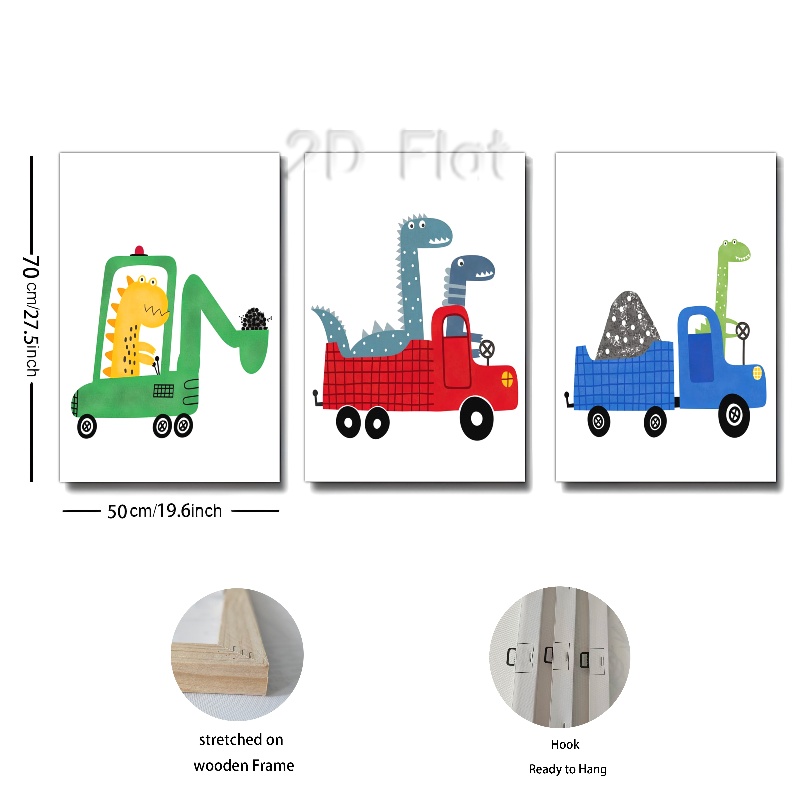 2D Flat
70 cm/27.5inch
50cm/19.6inch
stretched on
wooden Frame
Hook
Ready to Hang